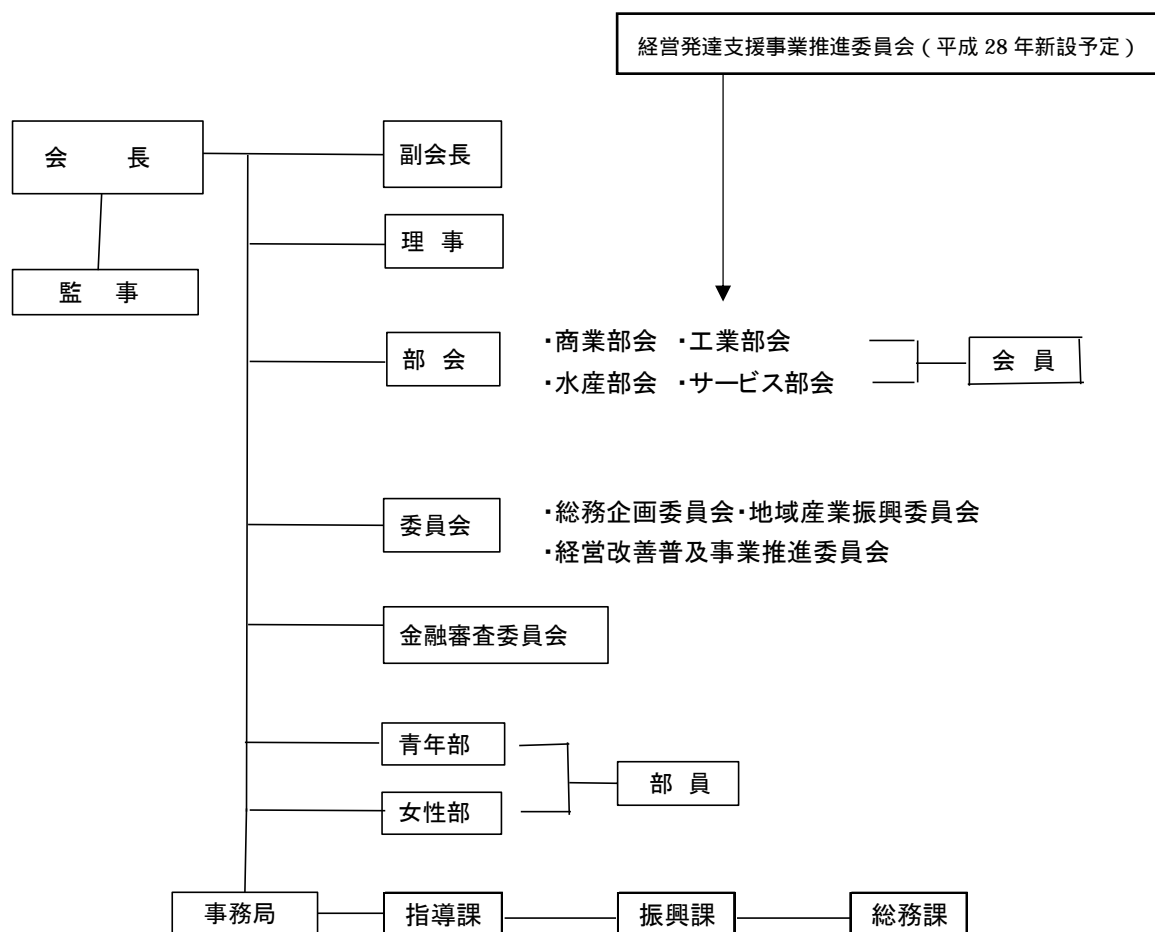 経営発達支援事業推進委員会(平成28年新設予定)
会 長
副会長
理 事
監 事
部 会
・商業部会 ・工業部会
・水産部会 ・サービス部会
会 員
委員会
・総務企画委員会・地域産業振興委員会
・経営改善普及事業推進委員会
金融審査委員会
青年部
部 員
女性部
事務局
指導課
振興課
総務課